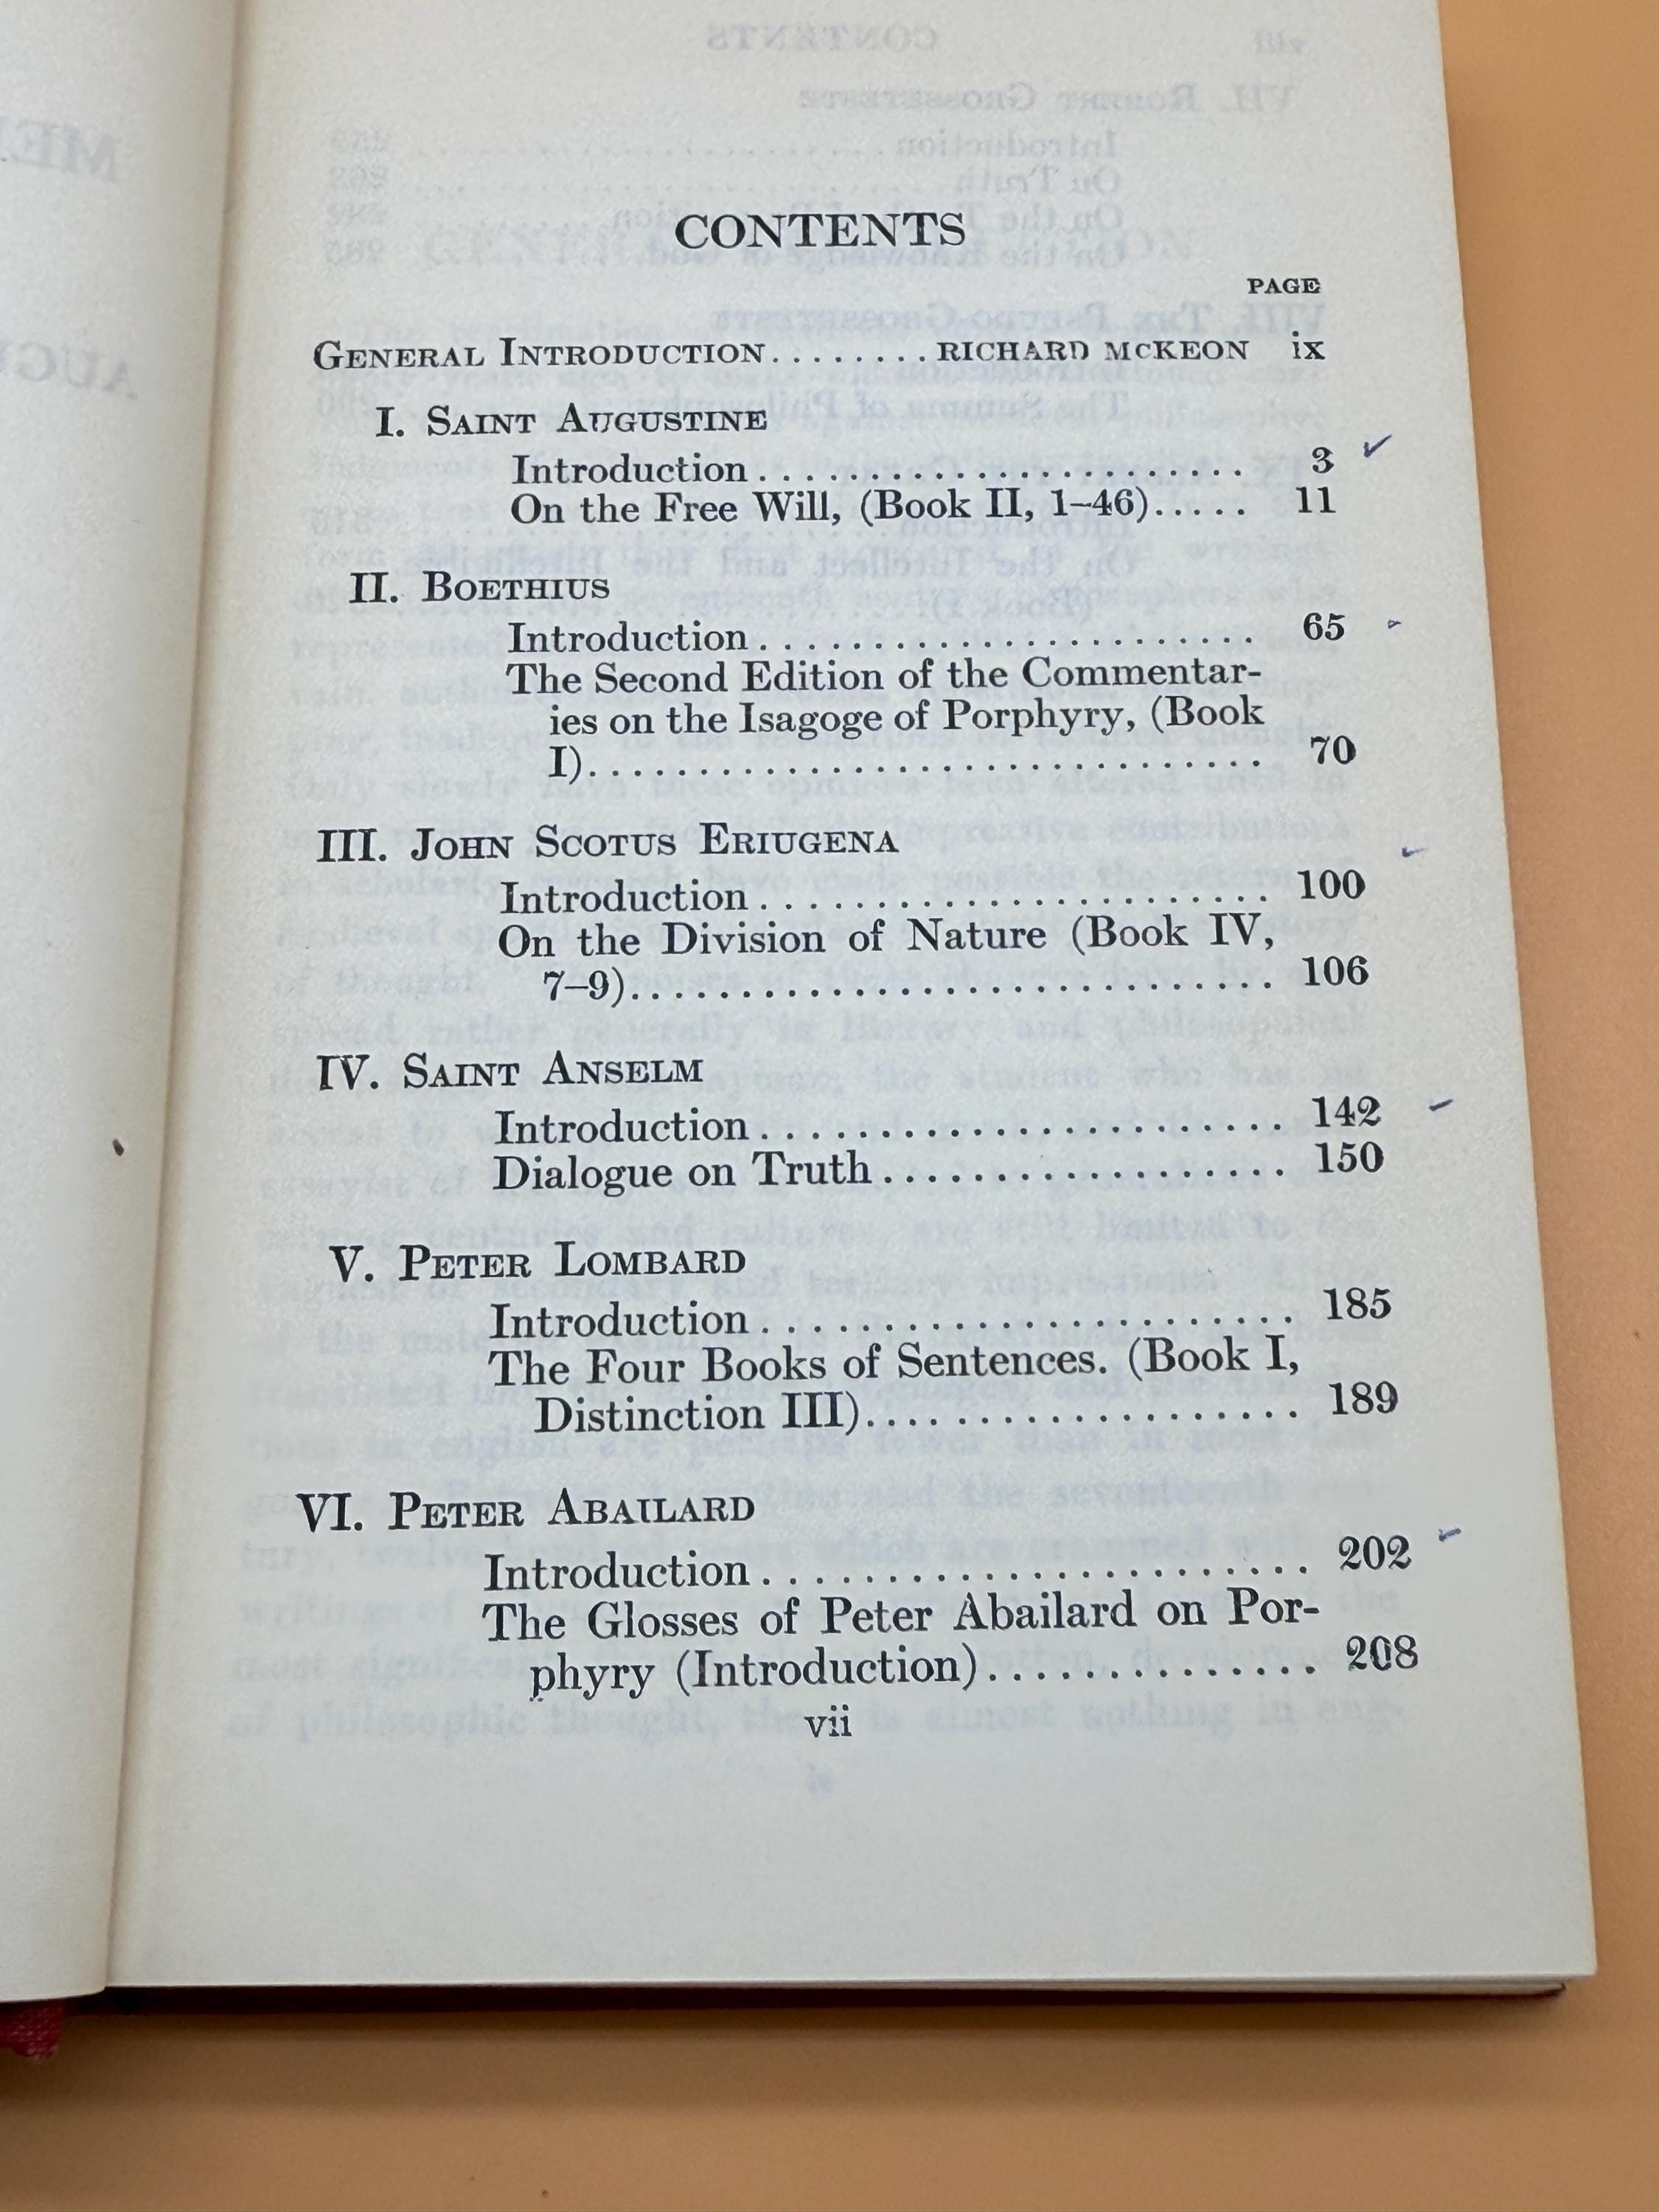 CONTENTS
PAGE
GENERAL INTRODUCTION........RICHARD MCKEON ix
I. SAINT AUGUSTINE
Introduction....................... 3
On the Free Will, (Book II, 1–46)..... 11
II. BOETHIUS
Introduction....................... 65
The Second Edition of the Commentar-
ies on the Isagoge of Porphyry, (Book
I)............................... 70
III. JOHN SCOTUS ERIUGENA
Introduction....................... 100
On the Division of Nature (Book IV,
7–9)............................. 106
IV. SAINT ANSELM
Introduction....................... 142
Dialogue on Truth.................. 150
V. PETER LOMBARD
Introduction....................... 185
The Four Books of Sentences. (Book I,
Distinction III)................... 189
VI. PETER ABAILARD
Introduction....................... 202
The Glosses of Peter Abailard on Por-
phyry (Introduction).............. 208
vii